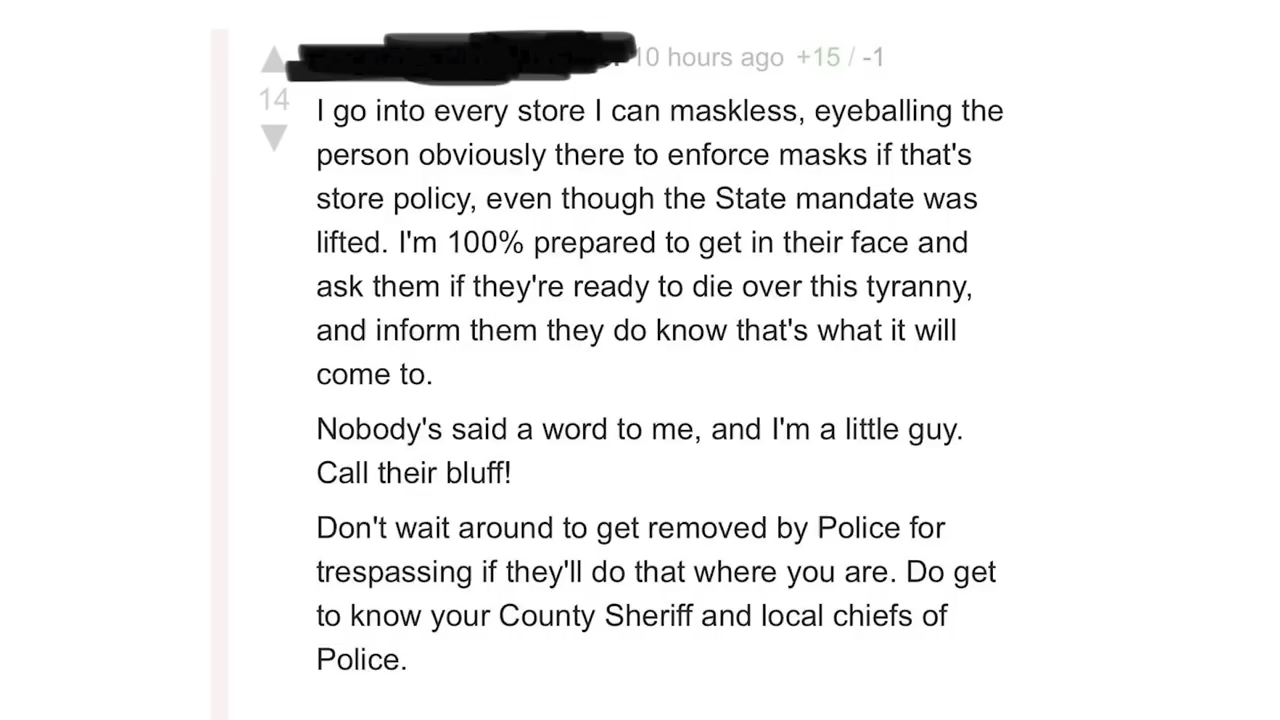 10 hours ago +15 / -1
14
I go into every store I can maskless, eyeballing the
person obviously there to enforce masks if that's
store policy, even though the State mandate was
lifted. I'm 100% prepared to get in their face and
ask them if they're ready to die over this tyranny,
and inform them they do know that's what it will
come to.
Nobody's said a word to me, and I'm a little guy.
Call their bluff!
Don't wait around to get removed by Police for
trespassing if they'll do that where you are. Do get
to know your County Sheriff and local chiefs of
Police.